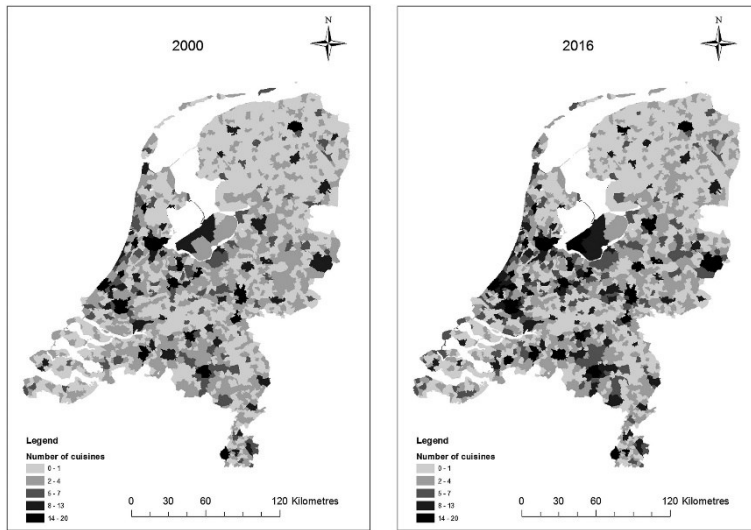 N
2000
Legend
Number of cuisines
0 - 1
2 - 4
5 - 7
8 - 13
14 - 20
0 30 60 120 Kilometres
N
2016
Legend
Number of cuisines
0 - 1
2 - 4
5 - 7
8 - 13
14 - 20
0 30 60 120 Kilometres